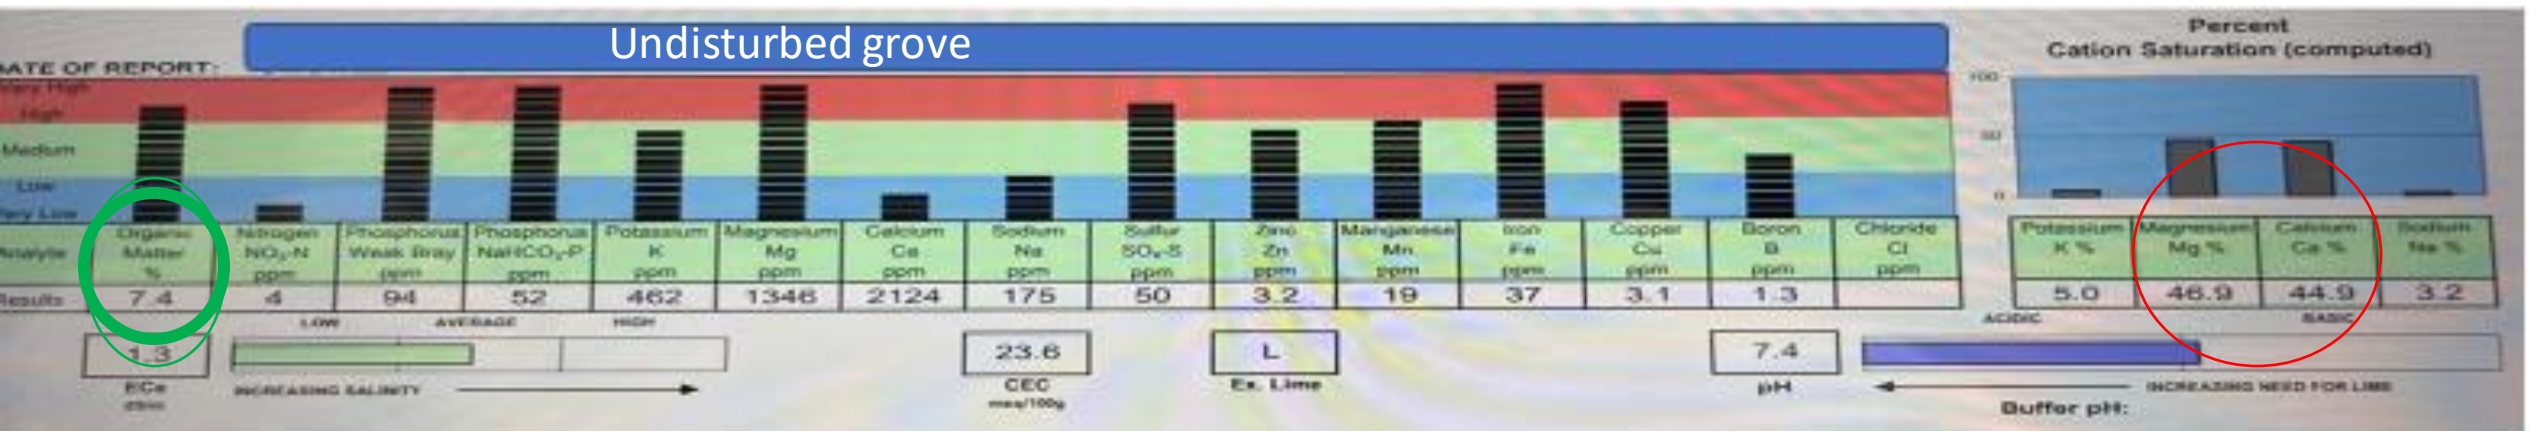 Undisturbed grove
Percent
Cation Saturation (computed)
DATE OF REPORT:
Very High
High
Medium
Low
Very Low
100
50
0
Analyte
Organic Matter %
Nitrogen NO₃-N ppm
Phosphorus Weak Bray ppm
Phosphorus NaHCO₃-P ppm
Potassium K ppm
Magnesium Mg ppm
Calcium Ca ppm
Sodium Na ppm
Sulfur SO₄-S ppm
Zinc Zn ppm
Manganese Mn ppm
Iron Fe ppm
Copper Cu ppm
Boron B ppm
Chloride Cl ppm
Potassium K %
Magnesium Mg %
Calcium Ca %
Sodium Na %
Results 7.4 4 94 52 462 1346 2124 175 50 3.2 19 37 3.1 1.3
5.0 46.9 44.9 3.2
LOW AVERAGE HIGH
ACIDIC BASIC
1.3
ECe
dS/m
INCREASING SALINITY
23.6
CEC
meq/100g
L
Ex. Lime
7.4
pH
INCREASING NEED FOR LIME
Buffer pH: